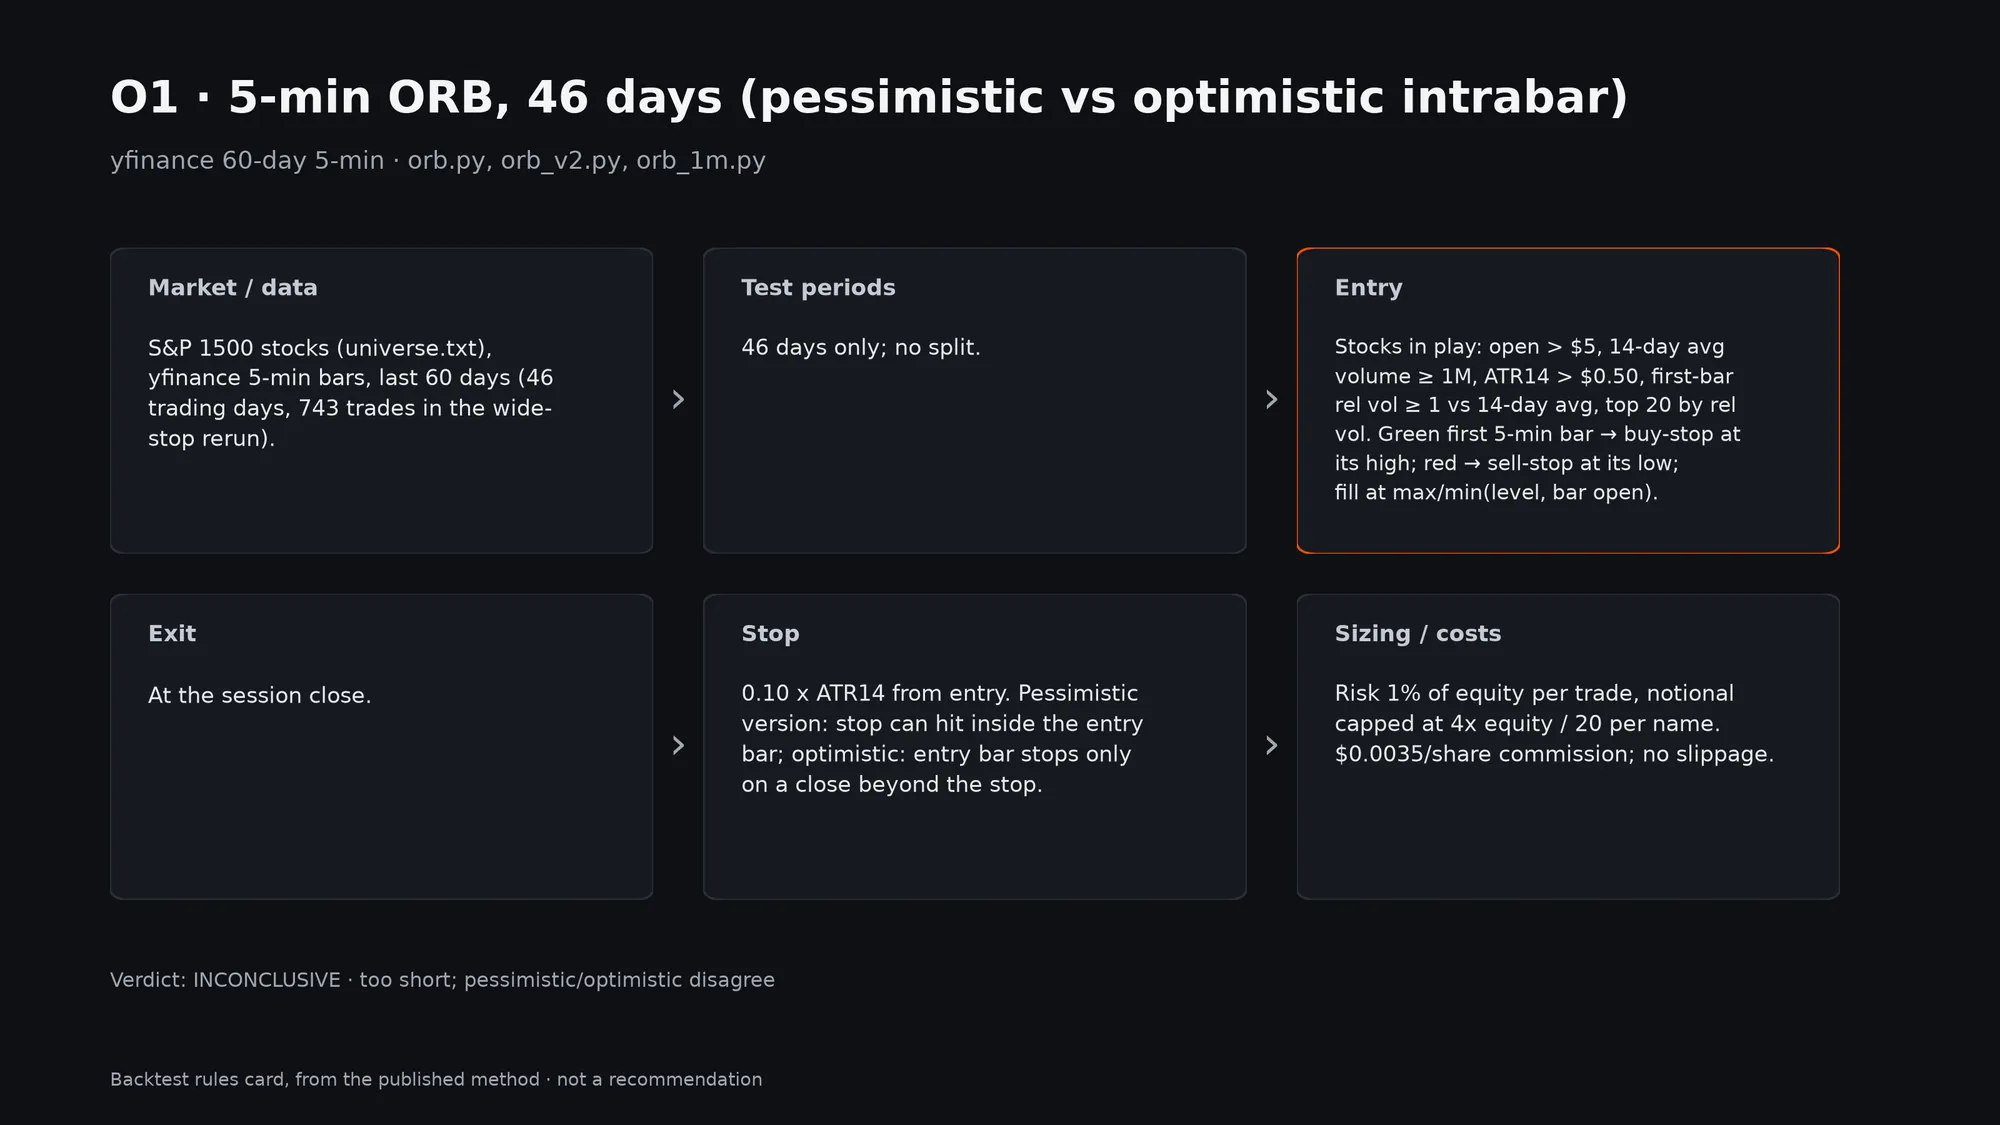 O1 · 5-min ORB, 46 days (pessimistic vs optimistic intrabar)
yfinance 60-day 5-min · orb.py, orb_v2.py, orb_1m.py
Market / data
S&P 1500 stocks (universe.txt),
yfinance 5-min bars, last 60 days (46
trading days, 743 trades in the wide-
stop rerun).
›
Test periods
46 days only; no split.
›
Entry
Stocks in play: open > $5, 14-day avg
volume ≥ 1M, ATR14 > $0.50, first-bar
rel vol ≥ 1 vs 14-day avg, top 20 by rel
vol. Green first 5-min bar → buy-stop at
its high; red → sell-stop at its low;
fill at max/min(level, bar open).
Exit
At the session close.
›
Stop
0.10 x ATR14 from entry. Pessimistic
version: stop can hit inside the entry
bar; optimistic: entry bar stops only
on a close beyond the stop.
›
Sizing / costs
Risk 1% of equity per trade, notional
capped at 4x equity / 20 per name.
$0.0035/share commission; no slippage.
Verdict: INCONCLUSIVE · too short; pessimistic/optimistic disagree
Backtest rules card, from the published method · not a recommendation